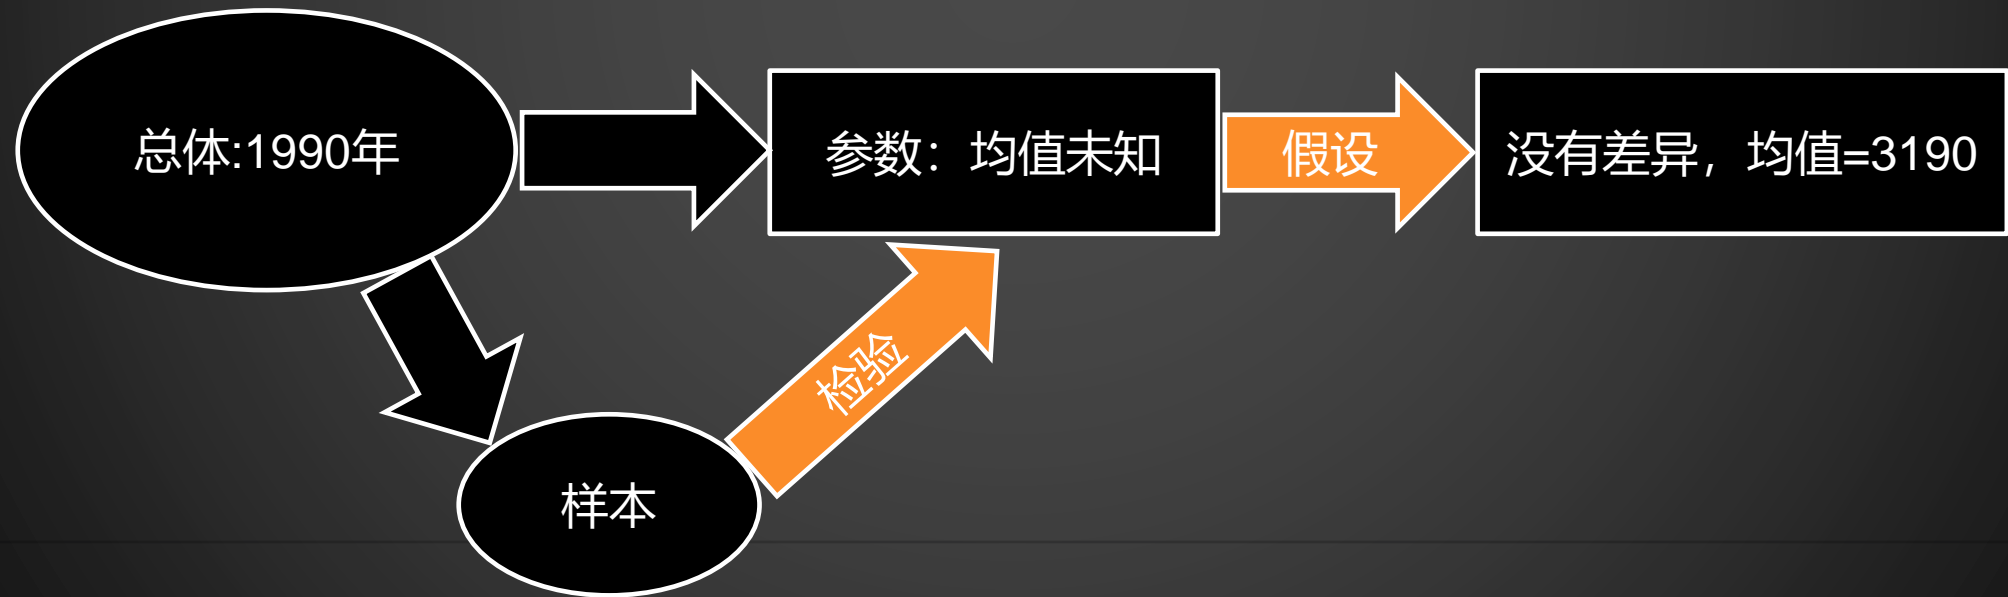 总体:1990年
参数：均值未知
假设
没有差异，均值=3190
检验
样本